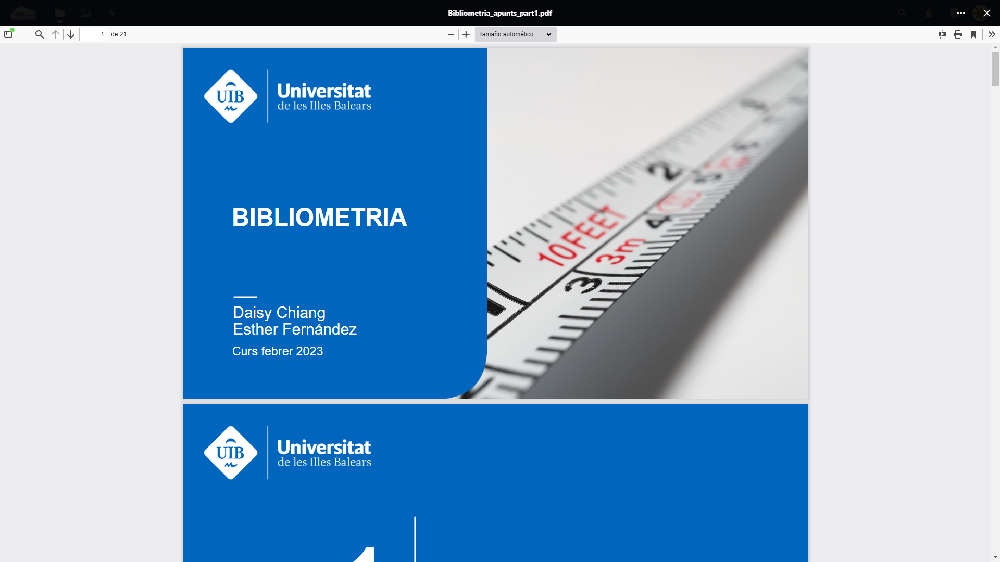 Bibliometria_apunts_part1.pdf
1 de 21
Tamaño automático
UIB
Universitat
de les Illes Balears
BIBLIOMETRIA
Daisy Chiang
Esther Fernández
Curs febrer 2023
2
10FEET
3m
4
3
UIB
Universitat
de les Illes Balears
1